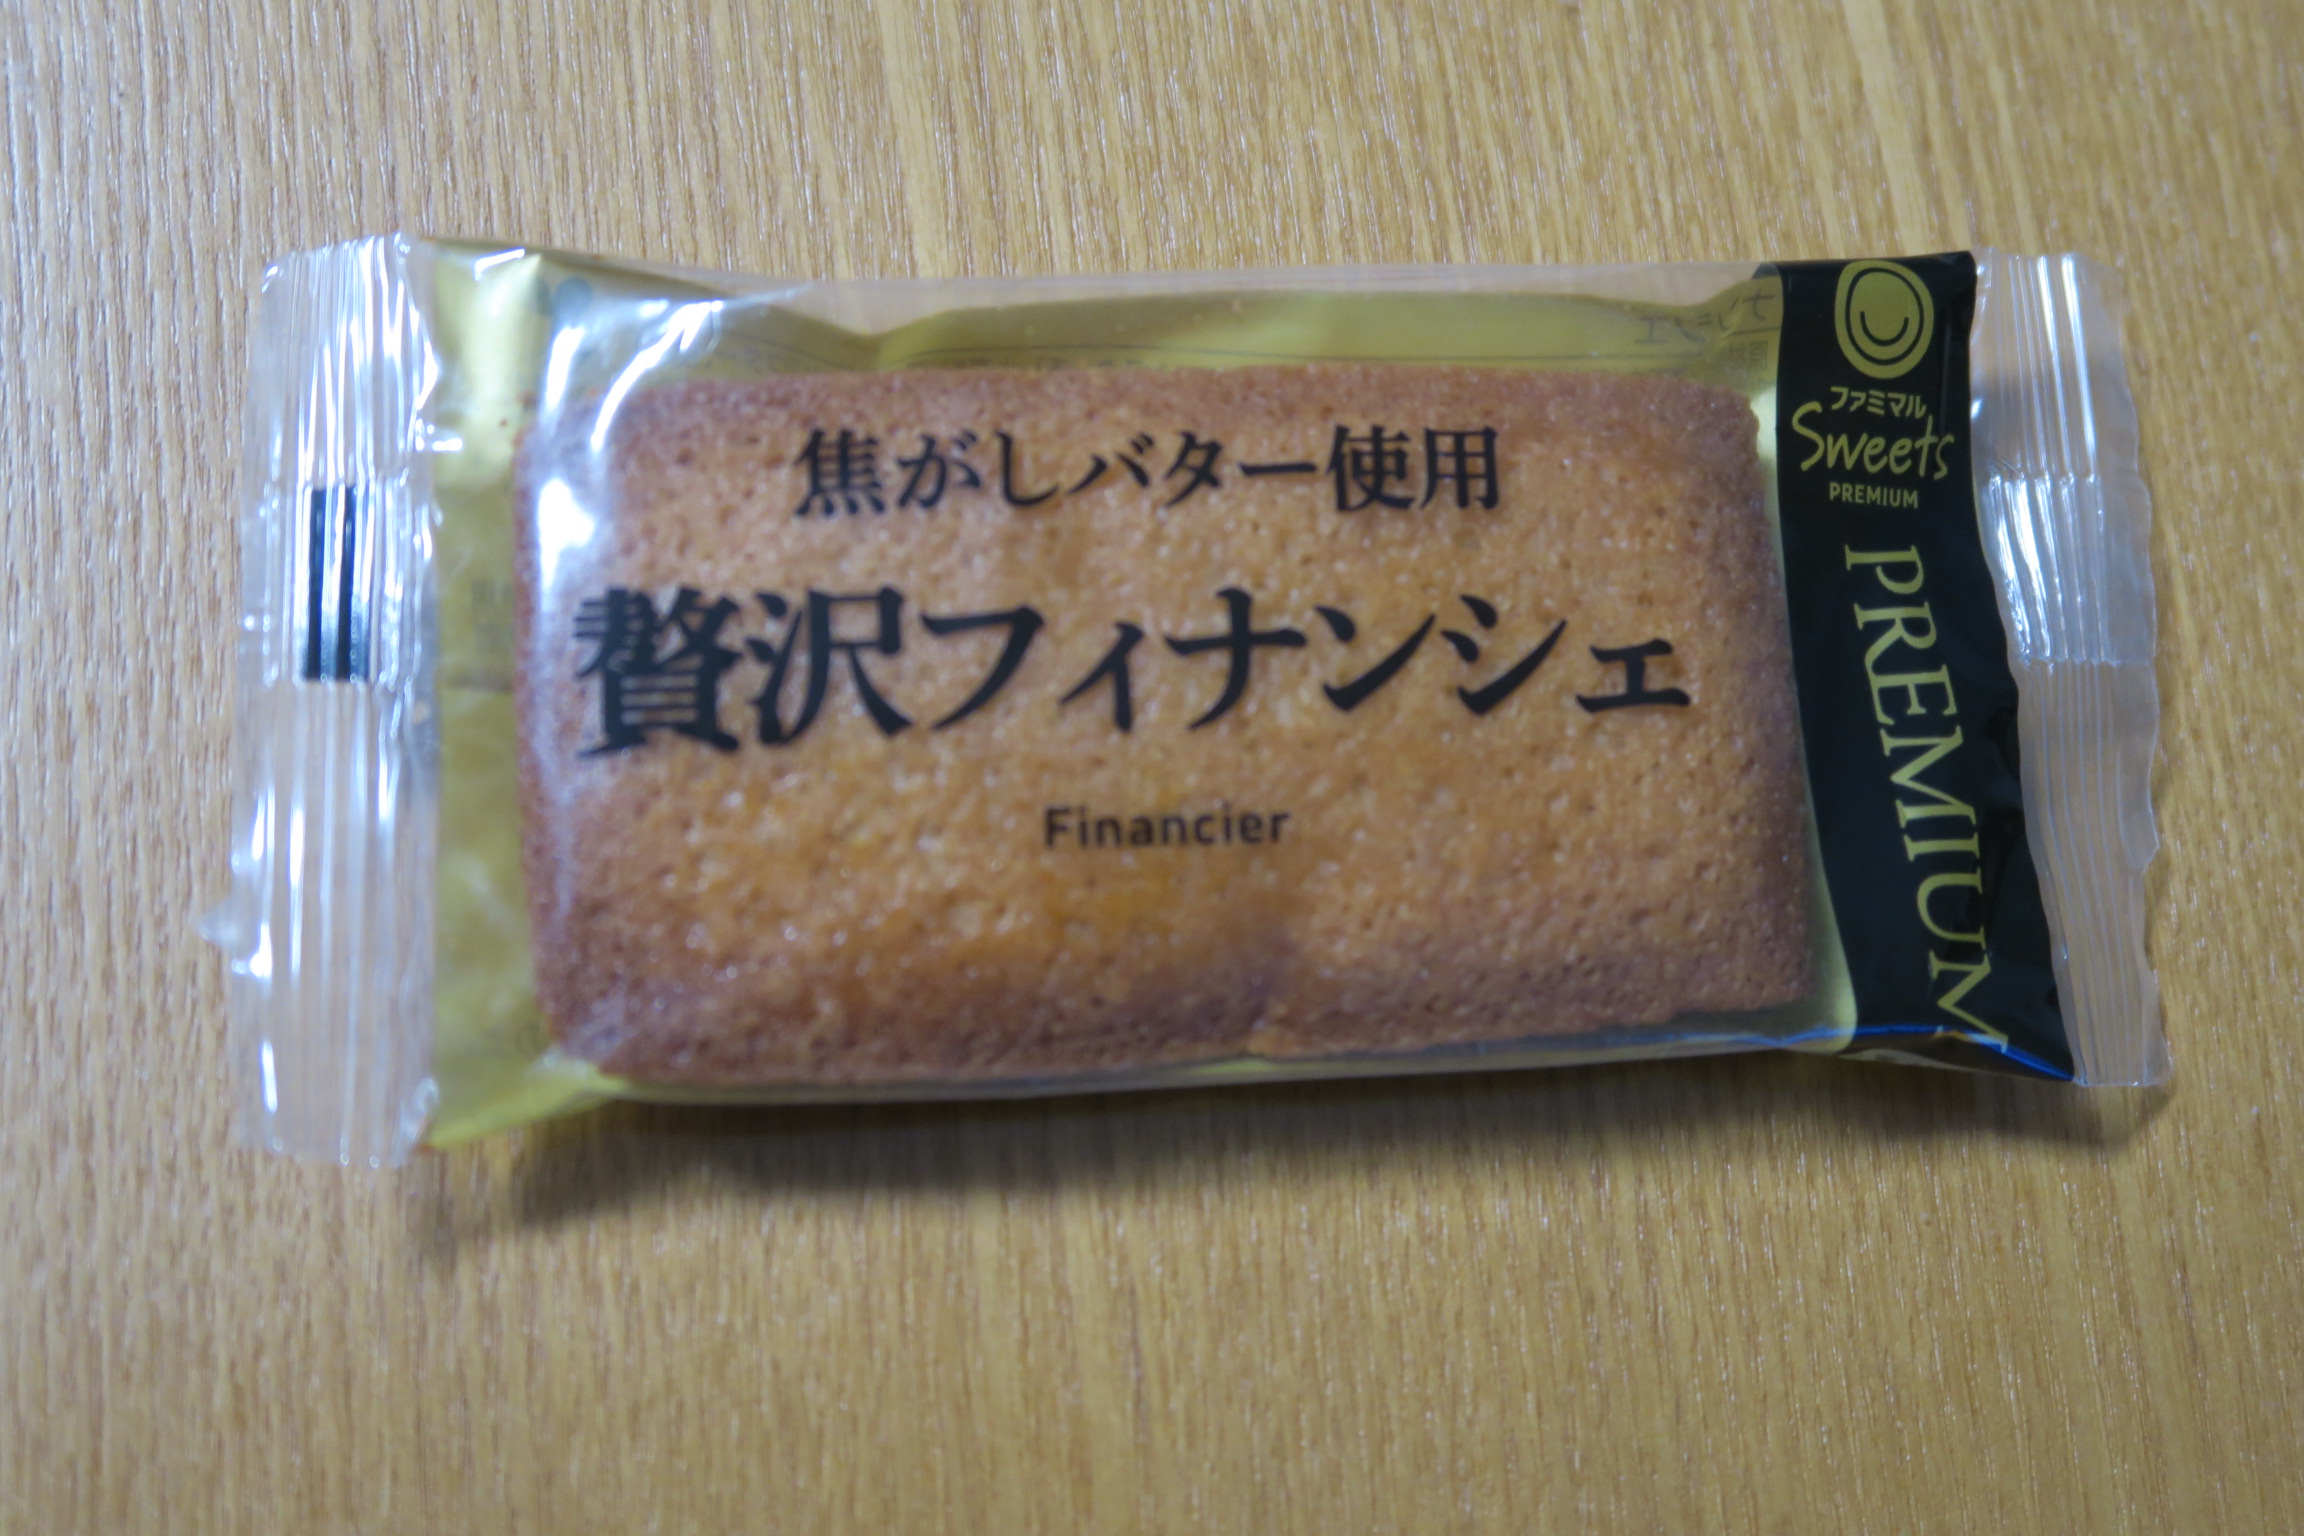 焦がしバター使用
贅沢フィナンシェ
Financier
ファミマル
Sweets
PREMIUM
PREMIUM